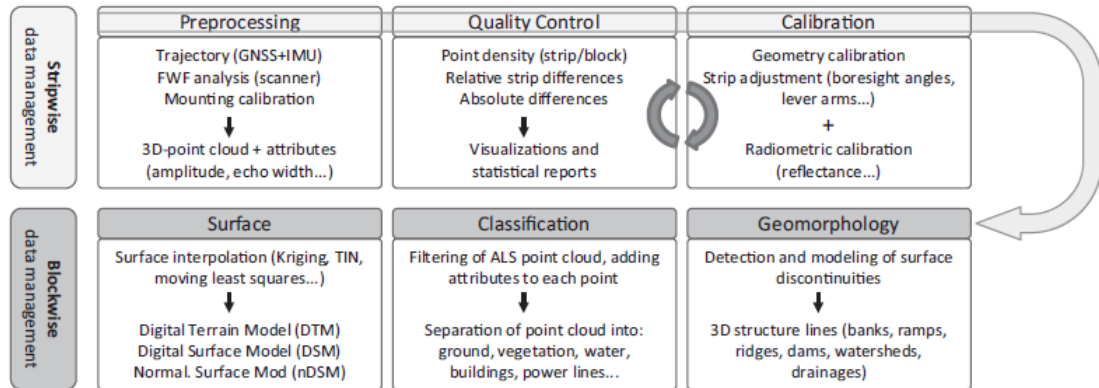 Stripwise
data management
Preprocessing
Trajectory (GNSS+IMU)
FWF analysis (scanner)
Mounting calibration
3D-point cloud + attributes
(amplitude, echo width...)
Quality Control
Point density (strip/block)
Relative strip differences
Absolute differences
Visualizations and
statistical reports
Calibration
Geometry calibration
Strip adjustment (boresight angles,
lever arms...)
+
Radiometric calibration
(reflectance...)
Blockwise
data management
Surface
Surface interpolation (Kriging, TIN,
moving least squares...)
Digital Terrain Model (DTM)
Digital Surface Model (DSM)
Normal. Surface Mod (nDSM)
Classification
Filtering of ALS point cloud, adding
attributes to each point
Separation of point cloud into:
ground, vegetation, water,
buildings, power lines...
Geomorphology
Detection and modeling of surface
discontinuities
3D structure lines (banks, ramps,
ridges, dams, watersheds,
drainages)